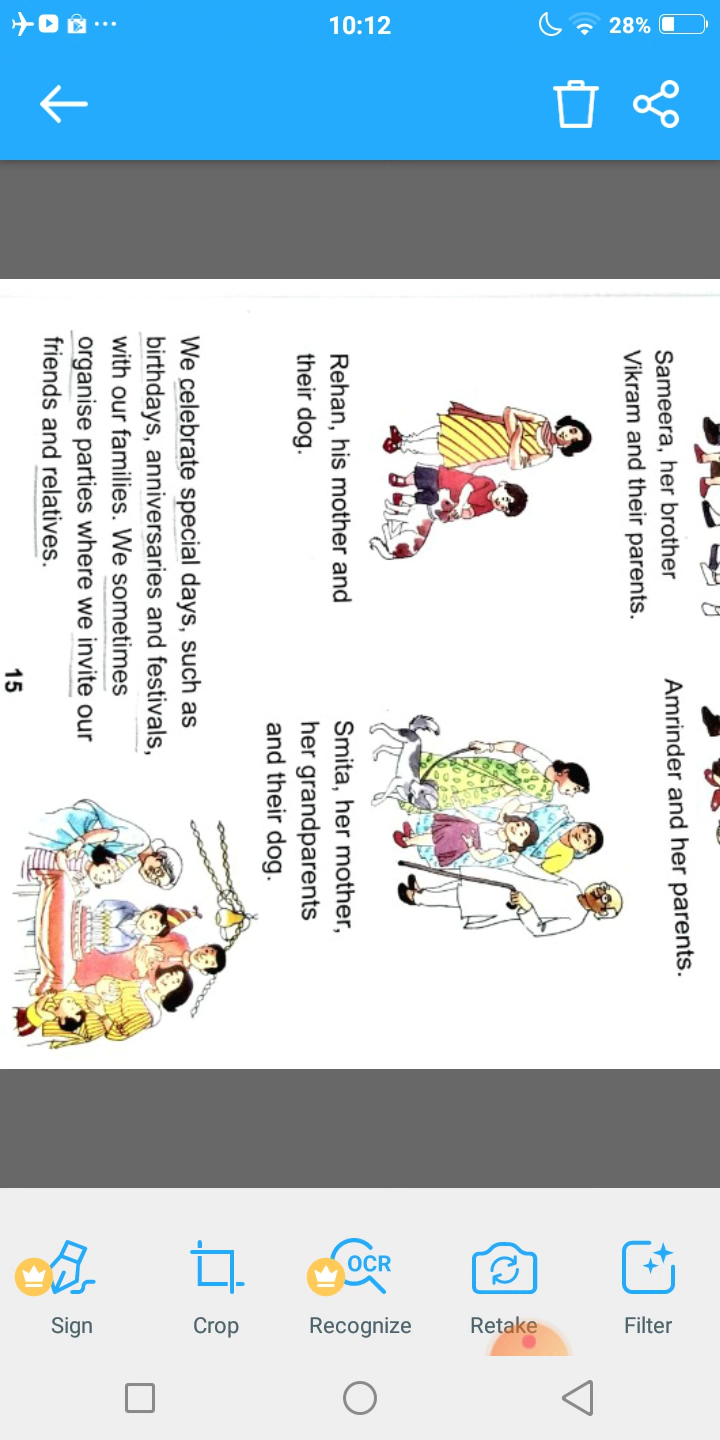 10:12
28%
Sameera, her brother
Vikram and their parents.
Amrinder and her parents.
Rehan, his mother and
their dog.
Smita, her mother,
her grandparents
and their dog.
We celebrate special days, such as
birthdays, anniversaries and festivals,
with our families. We sometimes
organise parties where we invite our
friends and relatives.
15
OCR
Sign
Crop
Recognize
Retake
Filter